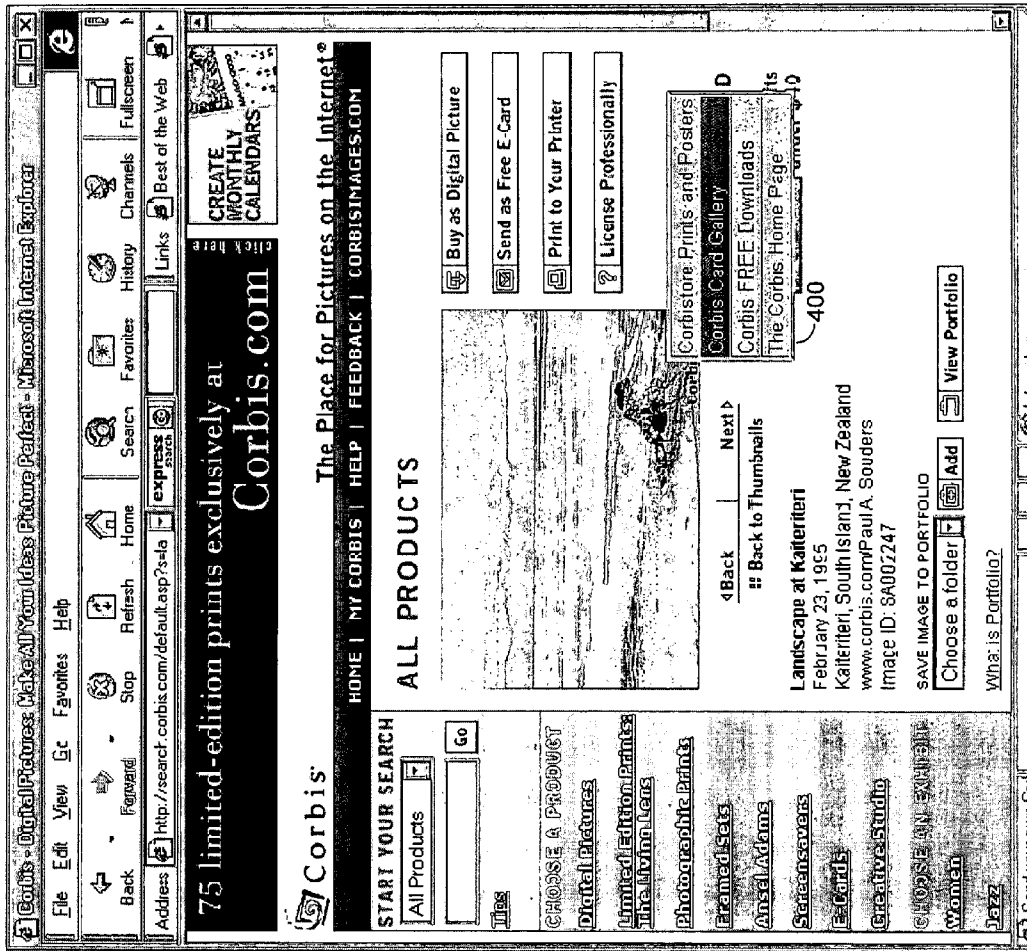 Corbis - Digital Pictures: Make All Your Ideas Picture Perfect - Microsoft Internet Explorer
File Edit View Go Favorites Help
Back Forward Stop Refresh Home Search Favorites History Channels Fullscreen
Address http://search.corbis.com/default.asp?s=la express search Links Best of the Web
75 limited-edition prints exclusively at
Corbis.com
click here
CREATE
MONTHLY
CALENDARS
Corbis
The Place for Pictures on the Internet®
HOME | MY CORBIS | HELP | FEEDBACK | CORBISIMAGES.COM
START YOUR SEARCH
All Products
Go
Tips
CHOOSE A PRODUCT
Digital Pictures
Limited Edition Prints:
The Living Lens
Photographic Prints
Framed Sets
Ansel Adams
Screensavers
E-Cards
Creative Studio
CHOOSE AN EXHIBIT
Women
Jazz
ALL PRODUCTS
Buy as Digital Picture
Send as Free E-Card
Print to Your Printer
License Professionally
Corbistore Prints and Posters
Corbis Card Gallery
Corbis FREE Downloads
The Corbis Home Page
400
Back Next
Back to Thumbnails
Landscape at Kaiteriteri
February 23, 1995
Kaiteriteri, South Island, New Zealand
www.corbis.com/Paul A. Souders
Image ID: SA002247
SAVE IMAGE TO PORTFOLIO
Choose a folder Add View Portfolio
What is Portfolio?